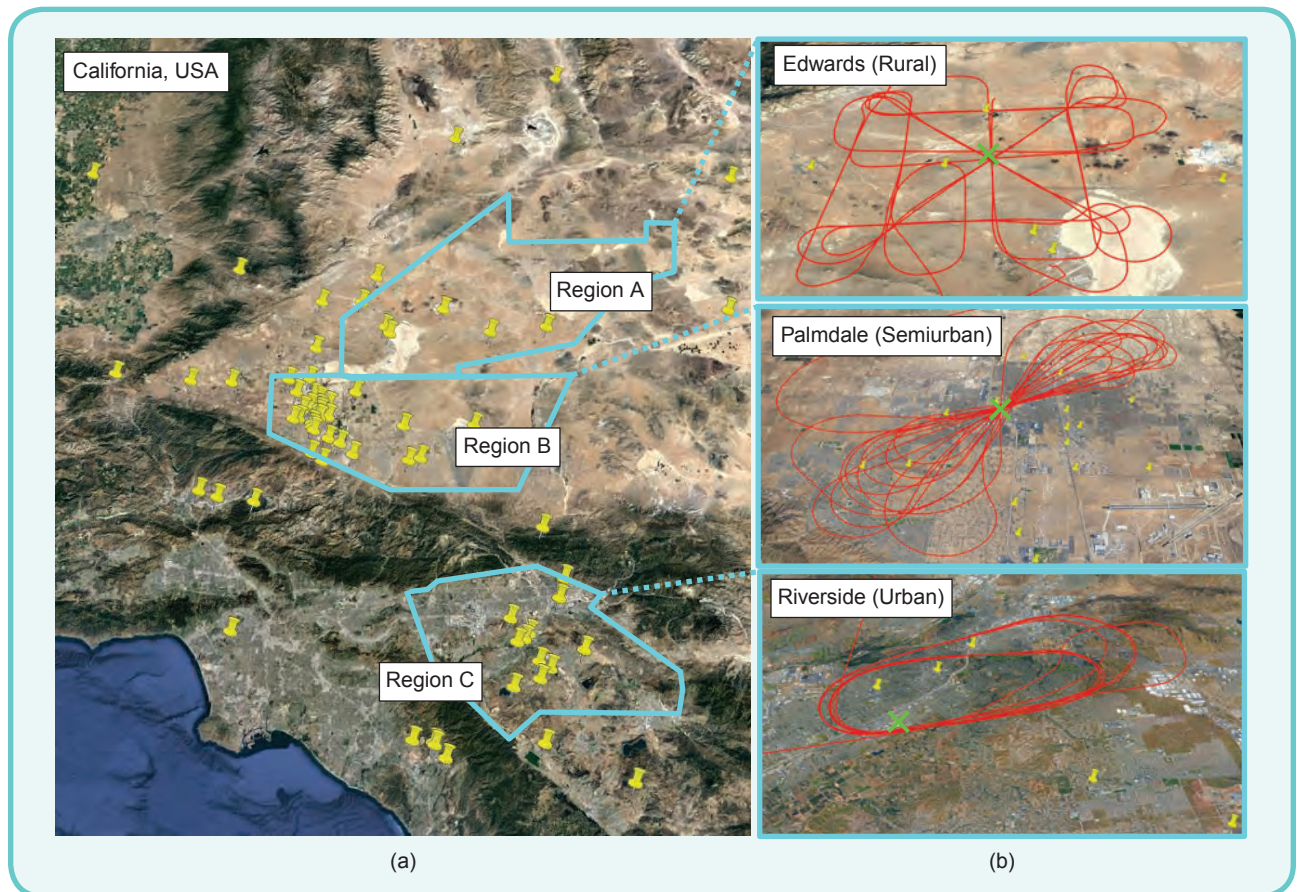 California, USA
Region A
Region B
Region C
(a)
Edwards (Rural)
Palmdale (Semiurban)
Riverside (Urban)
(b)